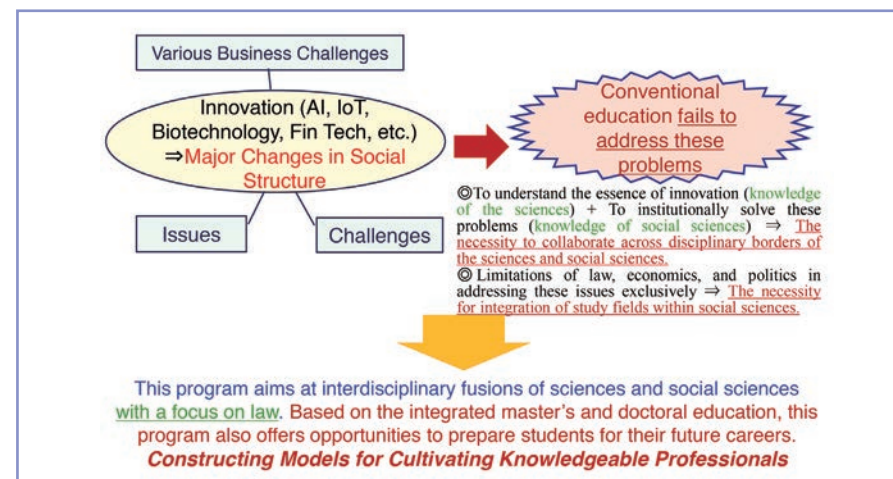 Various Business Challenges
Innovation (AI, IoT,
Biotechnology, Fin Tech, etc.)
⇒Major Changes in Social
Structure
Issues
Challenges
Conventional
education fails to
address these
problems
◎To understand the essence of innovation (knowledge
of the sciences) + To institutionally solve these
problems (knowledge of social sciences) ⇒ The
necessity to collaborate across disciplinary borders of
the sciences and social sciences.
◎ Limitations of law, economics, and politics in
addressing these issues exclusively ⇒ The necessity
for integration of study fields within social sciences.
This program aims at interdisciplinary fusions of sciences and social sciences
with a focus on law. Based on the integrated master's and doctoral education, this
program also offers opportunities to prepare students for their future careers.
Constructing Models for Cultivating Knowledgeable Professionals